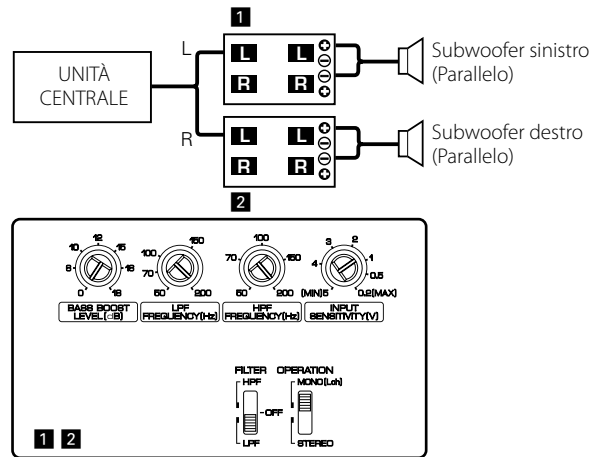 1
L
L L
R R
UNITÀ
CENTRALE
Subwoofer sinistro
(Parallelo)
R
L L
R R
Subwoofer destro
(Parallelo)
2
12
10 15
6 18
0 18
BASS BOOST
LEVEL(dB)
150
100
70
50 200
LPF
FREQUENCY(Hz)
100
70 150
50 200
HPF
FREQUENCY(Hz)
3 2
4 1
0.5
(MIN)5 0.2(MAX)
INPUT
SENSITIVITY(V)
FILTER OPERATION
HPF MONO(Lch)
OFF
LPF STEREO
1 2